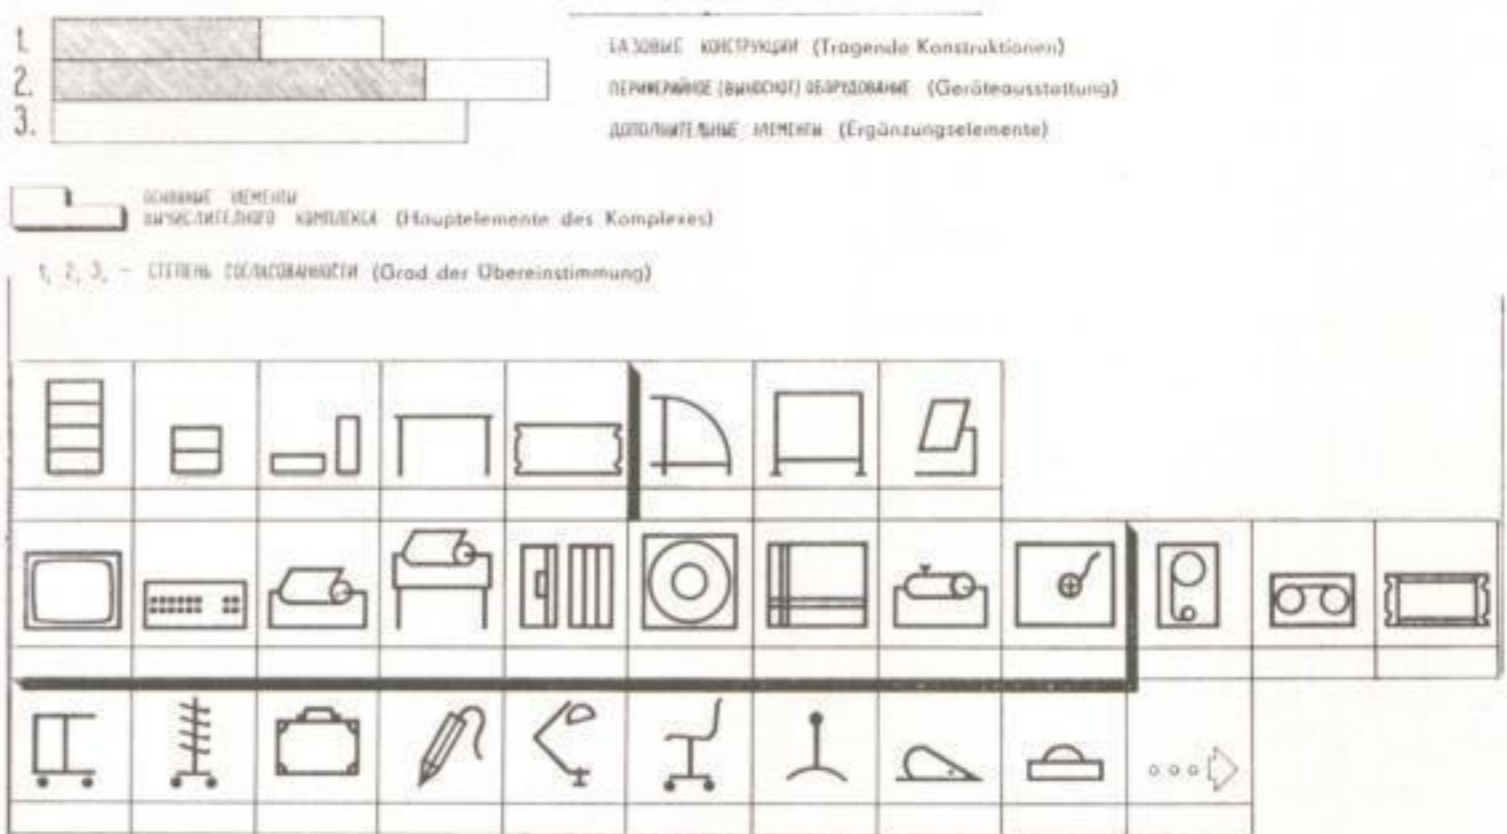 1.
БАЗОВЫЕ КОНСТРУКЦИИ (Tragende Konstruktionen)
2.
ПЕРИФЕРИЙНОЕ (ВЫНОСНОЕ) ОБОРУДОВАНИЕ (Geräteausstattung)
3.
ДОПОЛНИТЕЛЬНЫЕ ЭЛЕМЕНТЫ (Ergänzungselemente)
ОСНОВНЫЕ ЭЛЕМЕНТЫ
ВЫЧИСЛИТЕЛЬНОГО КОМПЛЕКСА (Hauptelemente des Komplexes)
1, 2, 3, – СТЕПЕНЬ СОГЛАСОВАННОСТИ (Grad der Übereinstimmung)